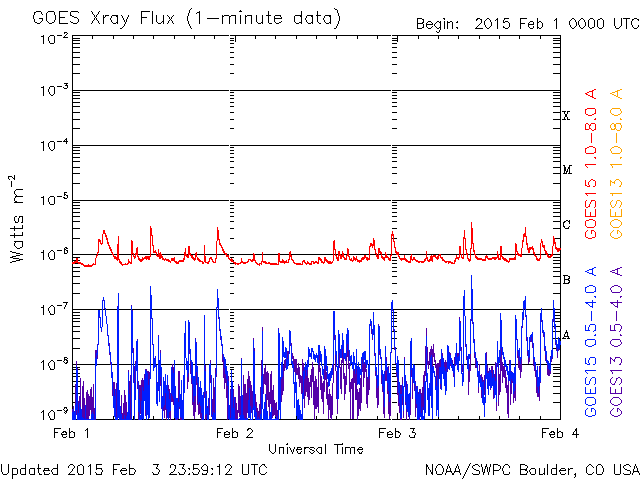 GOES Xray Flux (1-minute data)
Begin: 2015 Feb 1 0000 UTC
10⁻²
10⁻³
10⁻⁴
10⁻⁵
10⁻⁶
10⁻⁷
10⁻⁸
10⁻⁹
Watts m⁻²
X
M
C
B
A
GOES15 1.0-8.0 A
GOES13 1.0-8.0 A
GOES15 0.5-4.0 A
GOES13 0.5-4.0 A
Feb 1
Feb 2
Feb 3
Feb 4
Universal Time
Updated 2015 Feb 3 23:59:12 UTC
NOAA/SWPC Boulder, CO USA